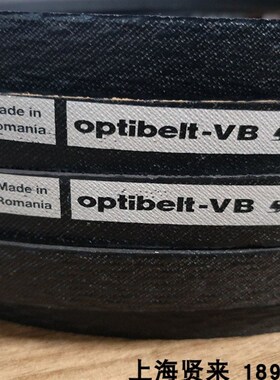 Made in
Romania
optibelt-VB S
Made in
Romania
optibelt-VB S
上海贤来 189